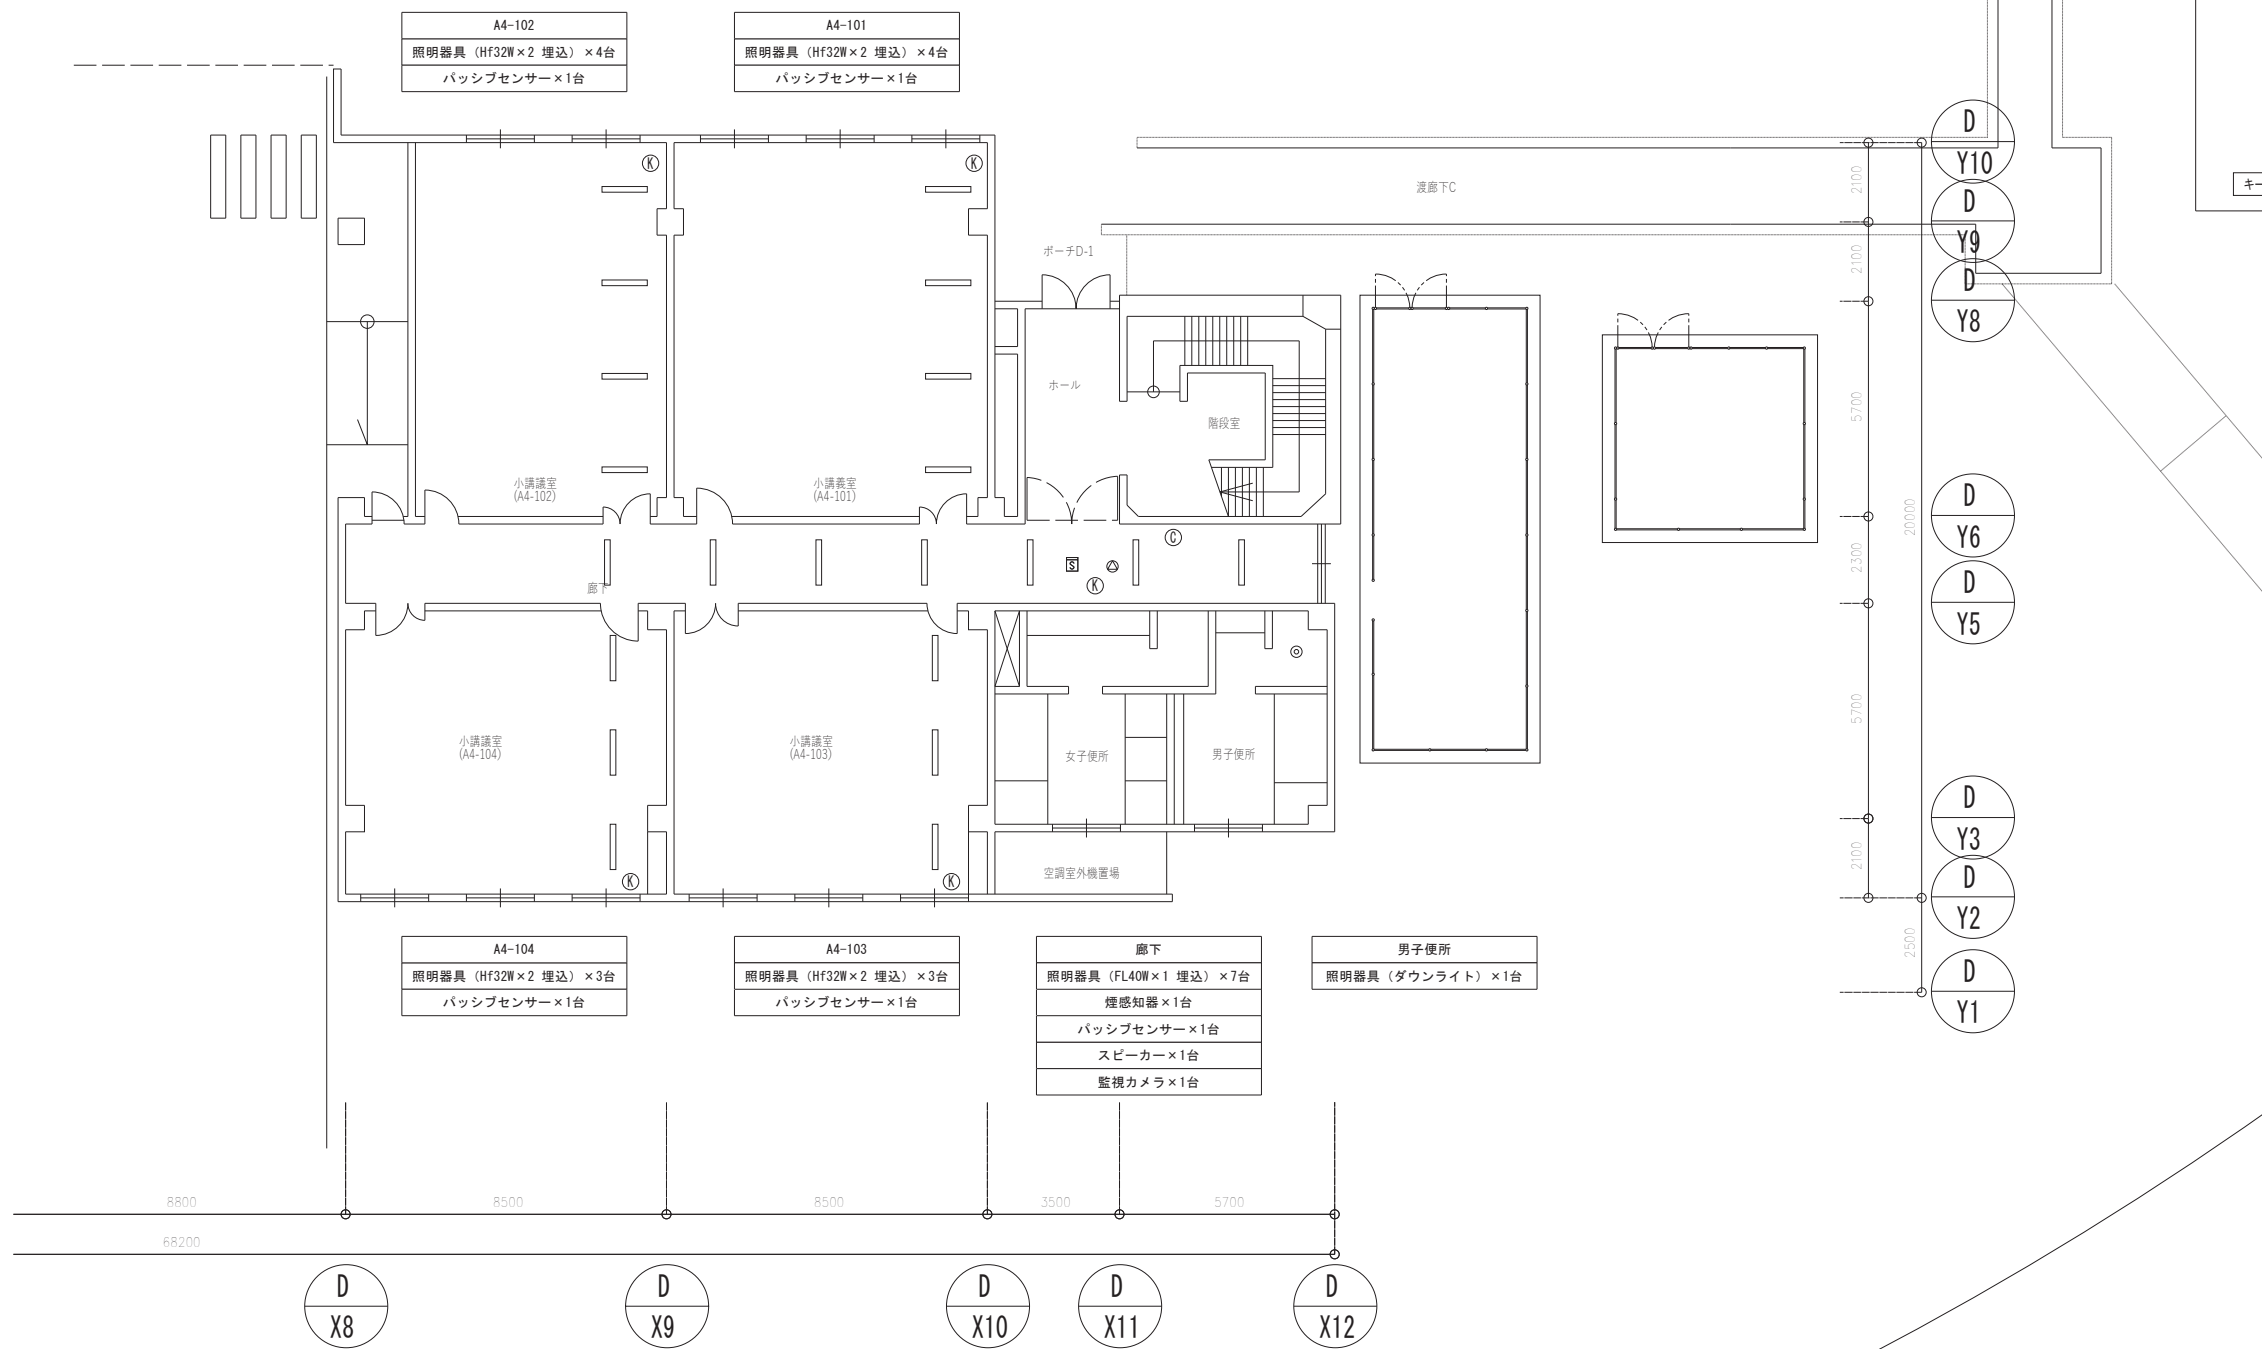 A4-102
照明器具（Hf32W×2 埋込）×4台
パッシブセンサー×1台
A4-101
照明器具（Hf32W×2 埋込）×4台
パッシブセンサー×1台
D
Y10
D
Y9
D
Y8
D
Y6
D
Y5
D
Y3
D
Y2
D
Y1
2100
2100
5700
2300
5700
2100
20000
2500
キー
渡廊下C
ポーチD-1
K
K
ホール
階段室
小講議室
(A4-102)
小講義室
(A4-101)
C
S
K
廊下
小講議室
(A4-104)
小講議室
(A4-103)
女子便所
男子便所
K
K
空調室外機置場
A4-104
照明器具（Hf32W×2 埋込）×3台
パッシブセンサー×1台
A4-103
照明器具（Hf32W×2 埋込）×3台
パッシブセンサー×1台
廊下
照明器具（FL40W×1 埋込）×7台
煙感知器×1台
パッシブセンサー×1台
スピーカー×1台
監視カメラ×1台
男子便所
照明器具（ダウンライト）×1台
8800
8500
8500
3500
5700
68200
D
X8
D
X9
D
X10
D
X11
D
X12